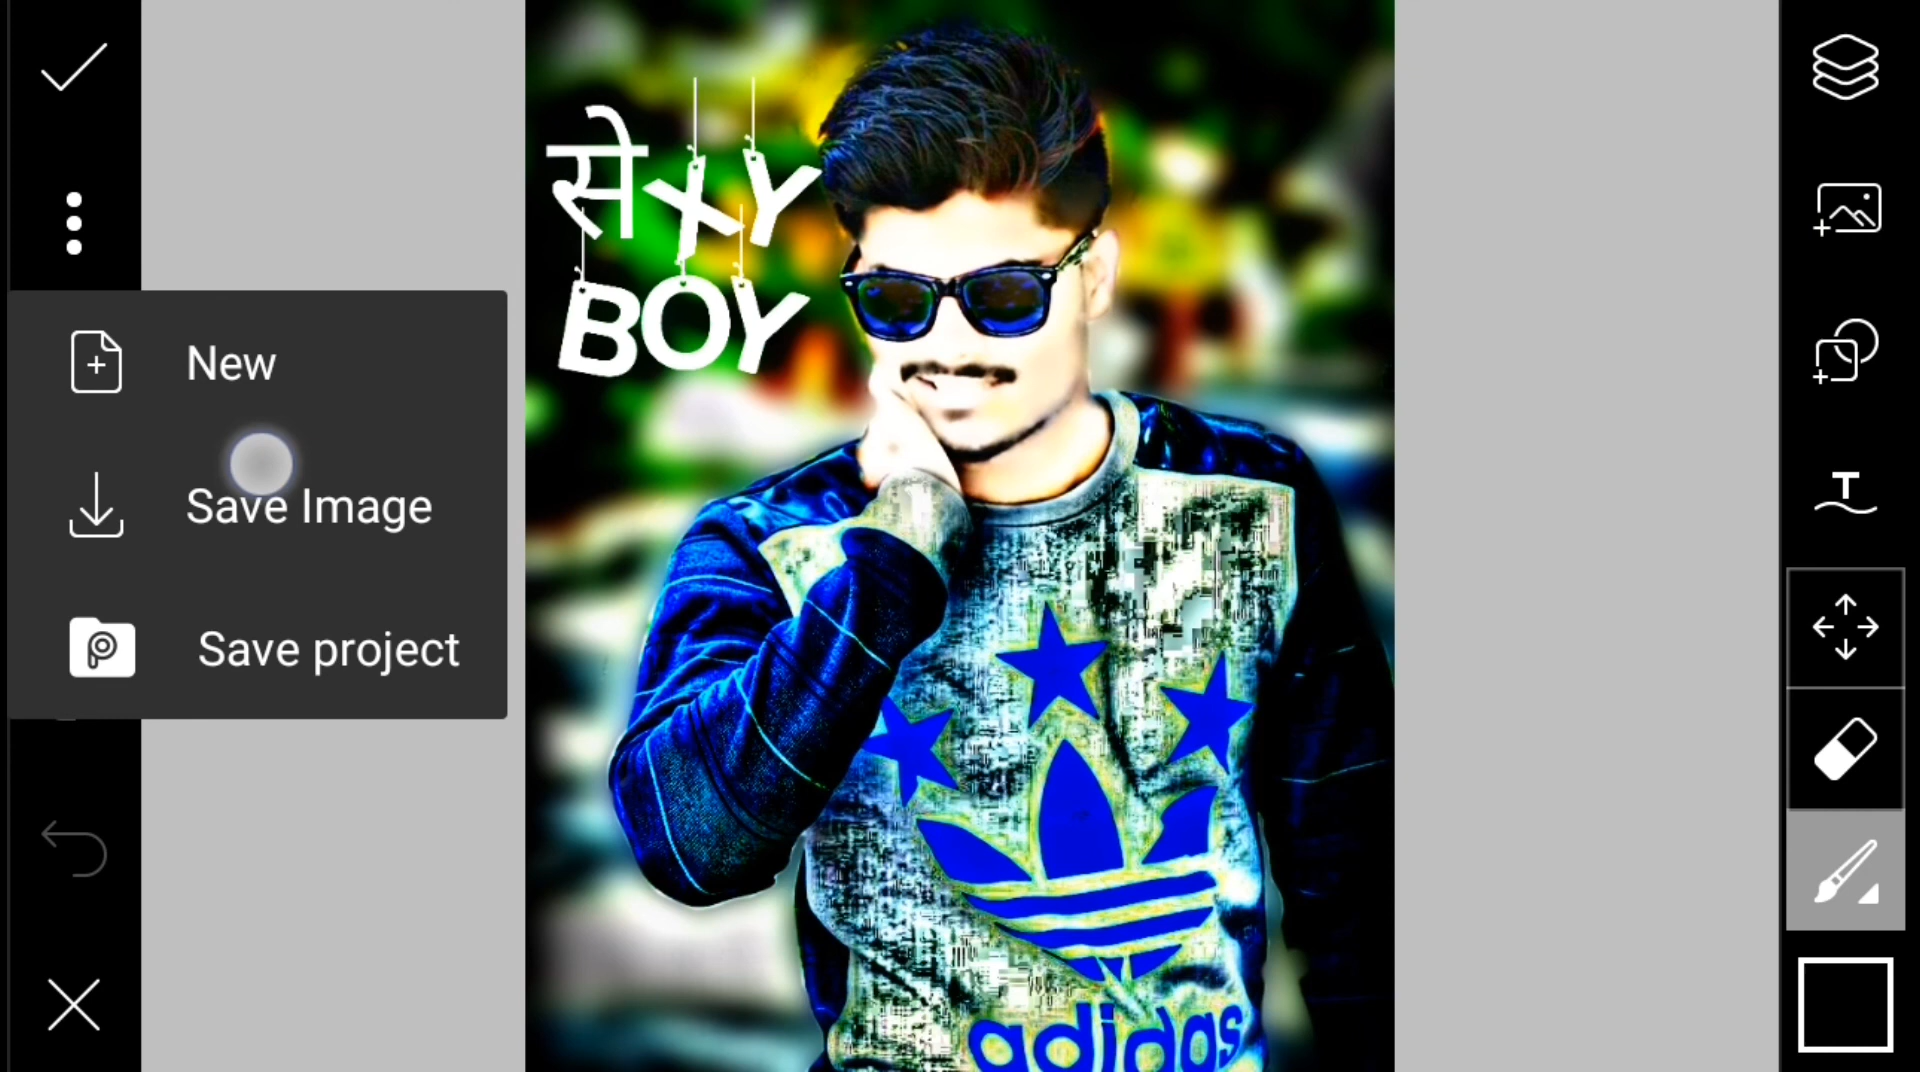 सेXY
BOY
New
Save Image
Save project
T
adidas